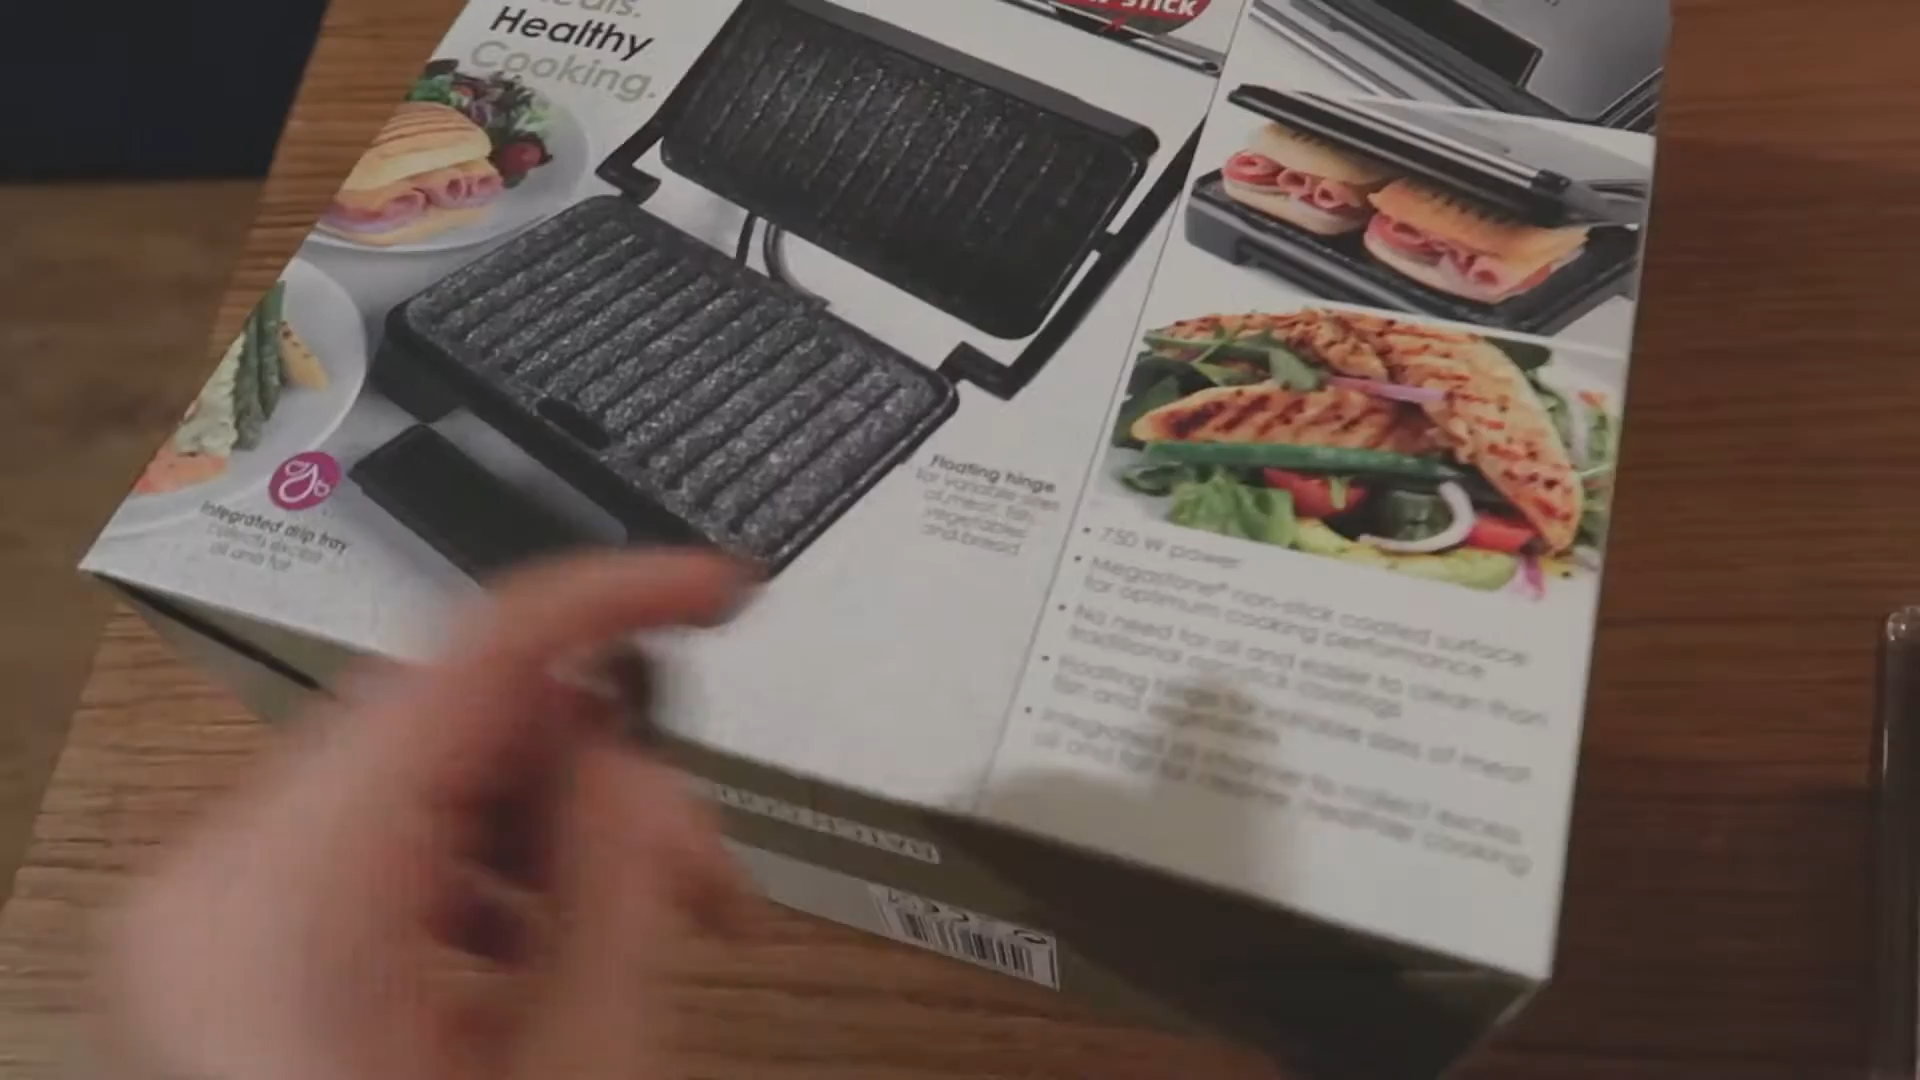 Meals.
Healthy
Cooking.
STICK
Integrated drip tray
collects excess
oil and fat
Floating hinge
for variable sizes
of meat, fish,
vegetables
and bread
• 750 W power
• Megastone® non-stick coated surface
for optimum cooking performance
• No need for oil and easier to clean than
traditional non-stick coatings
• Floating hinge for variable sizes of meat
fish and vegetables
• Integrated oil channel to collect excess
oil and fat for cleaner, healthier cooking